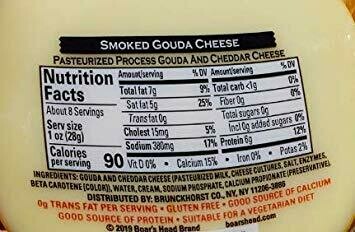 SMOKED GOUDA CHEESE
PASTEURIZED PROCESS GOUDA AND CHEDDAR CHEESE
Nutrition Facts
About 8 Servings
Serv size
1 oz (28g)
Calories per serving 90
Amount/serving % DV Amount/serving % DV
Total fat 7g 9% Total carb <1g 0%
Sat fat 5g 25% Fiber 0g 0%
Trans fat 0g Total sugars 0g
Cholest 15mg 5% Incl 0g added sugars 0%
Sodium 380mg 17% Protein 6g 12%
Vit D 0% • Calcium 15% • Iron 0% • Potas 2%
INGREDIENTS: GOUDA AND CHEDDAR CHEESE (PASTEURIZED MILK, CHEESE CULTURES, SALT, ENZYMES,
BETA CAROTENE [COLOR]), WATER, CREAM, SODIUM PHOSPHATE, CALCIUM PROPIONATE (PRESERVATIVE).
DISTRIBUTED BY: BRUNCKHORST CO., NY, NY 11206-3886
0g TRANS FAT PER SERVING • GLUTEN FREE • GOOD SOURCE OF CALCIUM
GOOD SOURCE OF PROTEIN • SUITABLE FOR A VEGETARIAN DIET
© 2019 Boar's Head Brand boarshead.com